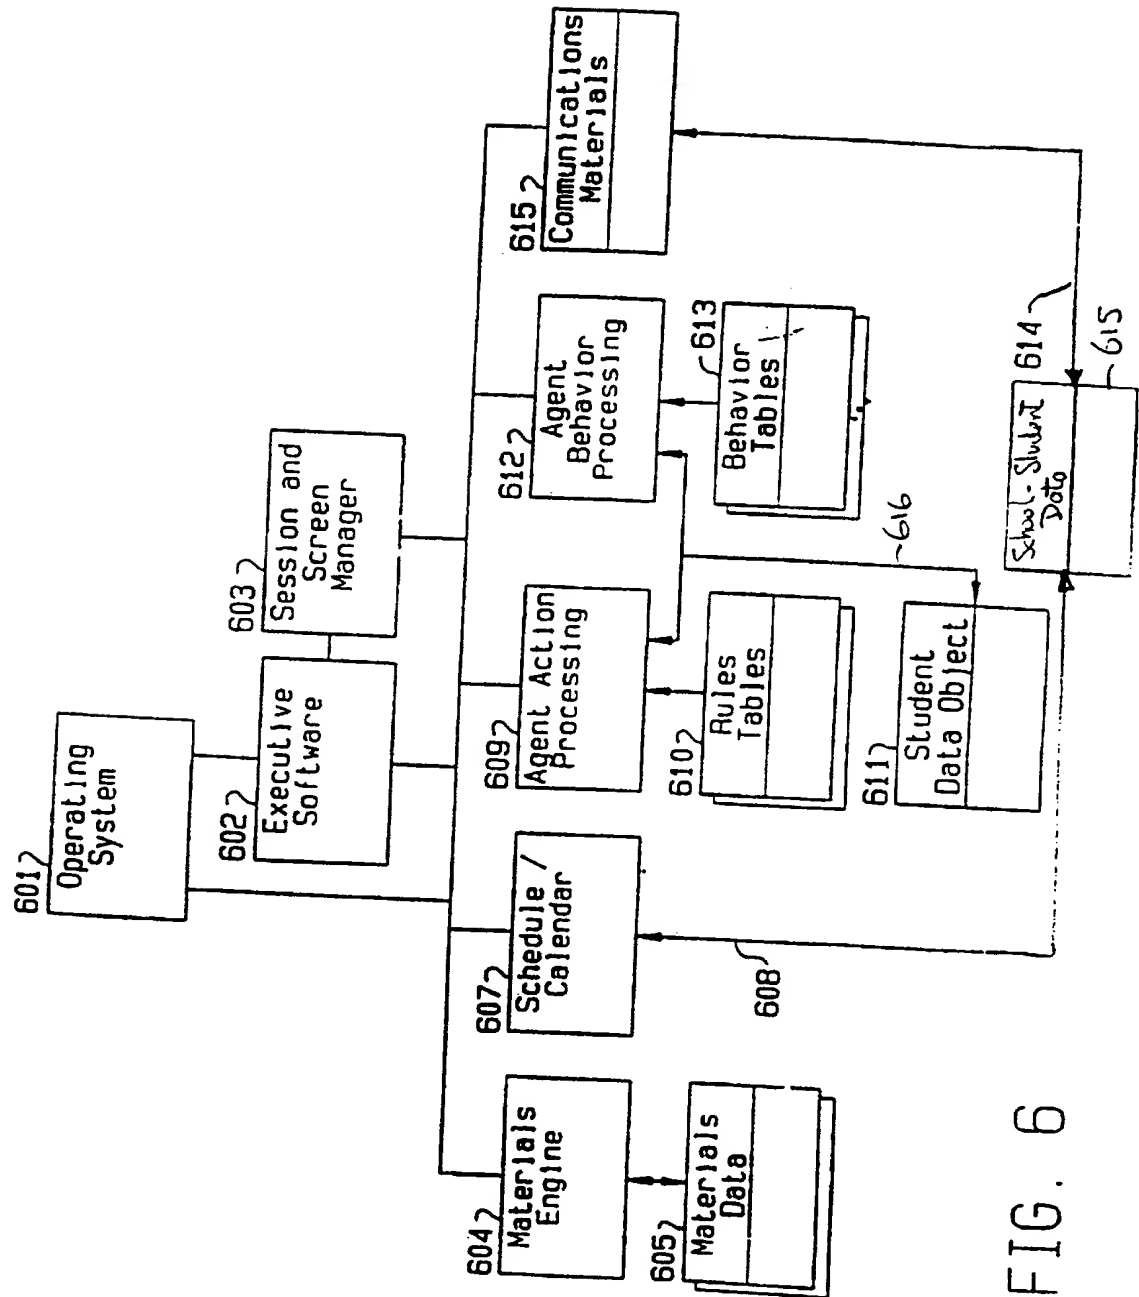 601
Operating
System
602
Executive
Software
603
Session and
Screen
Manager
604
Materials
Engine
605
Materials
Data
607
Schedule /
Calendar
608
609
Agent Action
Processing
610
Rules
Tables
611
Student
Data Object
612
Agent
Behavior
Processing
613
Behavior
Tables
616
615
Communications
Materials
614
School-Student
Data
615
FIG. 6